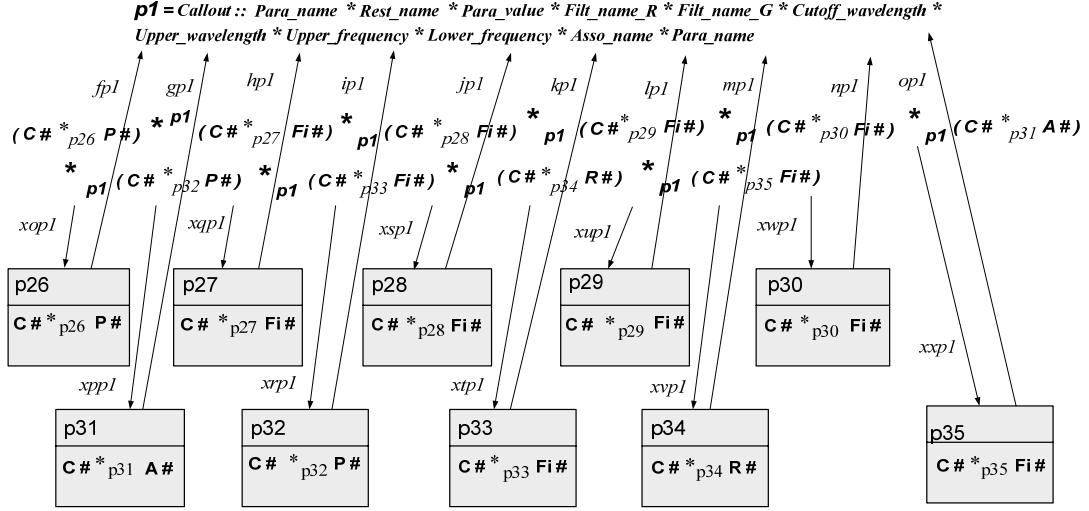 p1 = Callout :: Para_name * Rest_name * Para_value * Filt_name_R * Filt_name_G * Cutoff_wavelength *
Upper_wavelength * Upper_frequency * Lower_frequency * Asso_name * Para_name
fp1 gp1 hp1 ip1 jp1 kp1 lp1 mp1 np1 op1
(C# *p26 P#) * p1 (C# *p27 Fi#) * p1 (C# *p28 Fi#) * p1 (C# *p29 Fi#) * p1 (C# *p30 Fi#) * p1 (C# *p31 A#)
* p1 (C# *p32 P#) * p1 (C# *p33 Fi#) * p1 (C# *p34 R#) * p1 (C# *p35 Fi#)
xop1 xqp1 xsp1 xup1 xwp1
p26 p27 p28 p29 p30
C# *p26 P# C# *p27 Fi# C# *p28 Fi# C# *p29 Fi# C# *p30 Fi#
xpp1 xrp1 xtp1 xvp1 xxp1
p31 p32 p33 p34 p35
C# *p31 A# C# *p32 P# C# *p33 Fi# C# *p34 R# C# *p35 Fi#